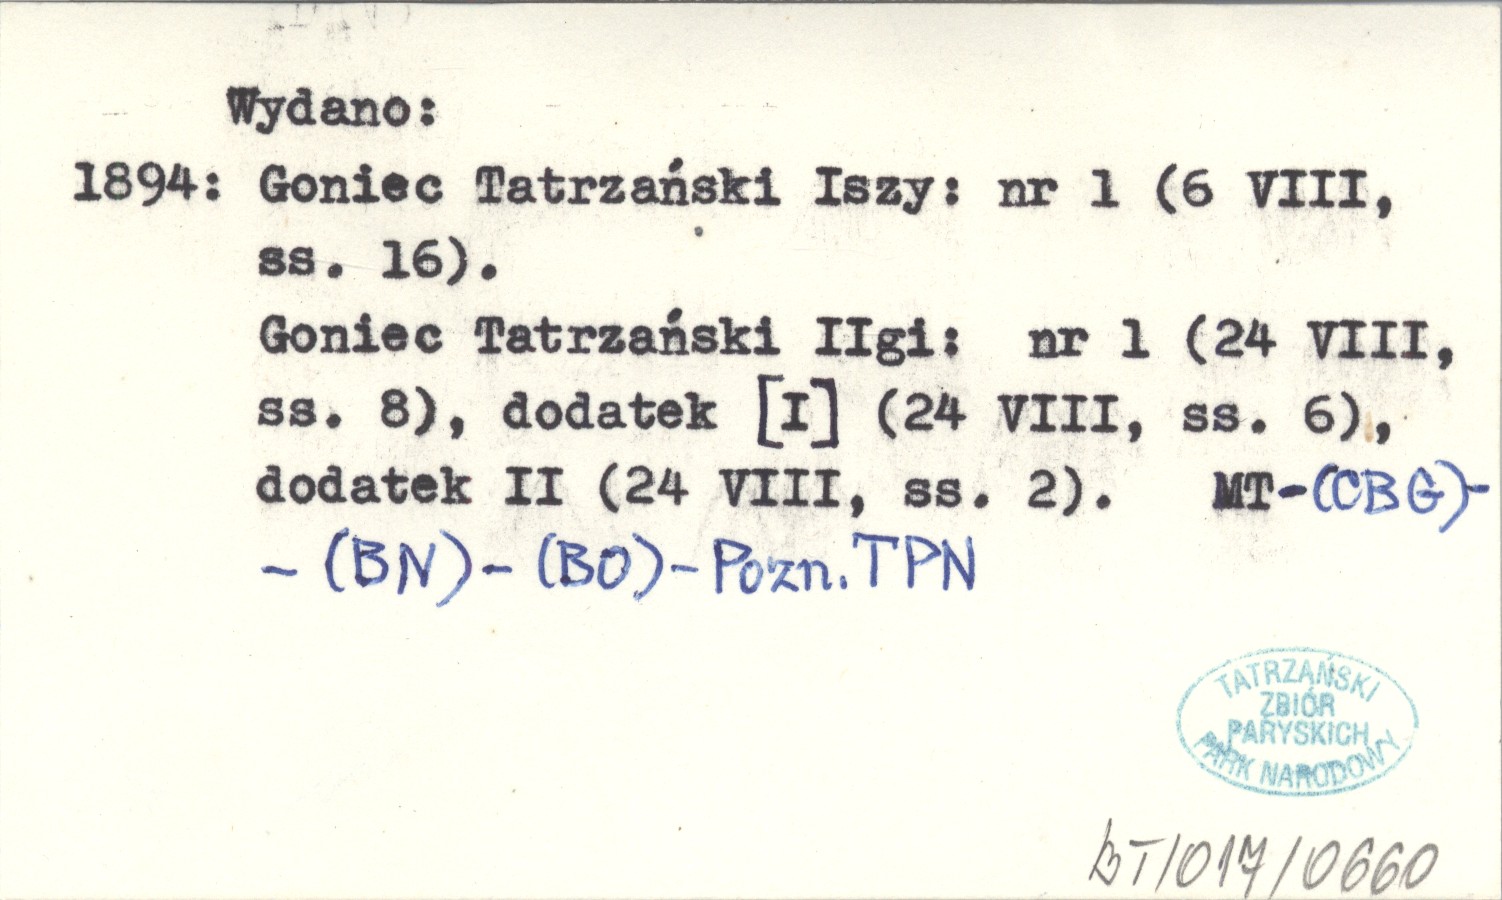 Wydano:
1894: Goniec Tatrzański Iszy: nr 1 (6 VIII,
ss. 16).
Goniec Tatrzański IIgi: nr 1 (24 VIII,
ss. 8), dodatek [I] (24 VIII, ss. 6),
dodatek II (24 VIII, ss. 2). MT-(CBG)-
- (BN) - (BO) - Pozn. TPN
TATRZAŃSKI
ZBIÓR
PARYSKICH
PARK NARODOWY
BT/017/0660